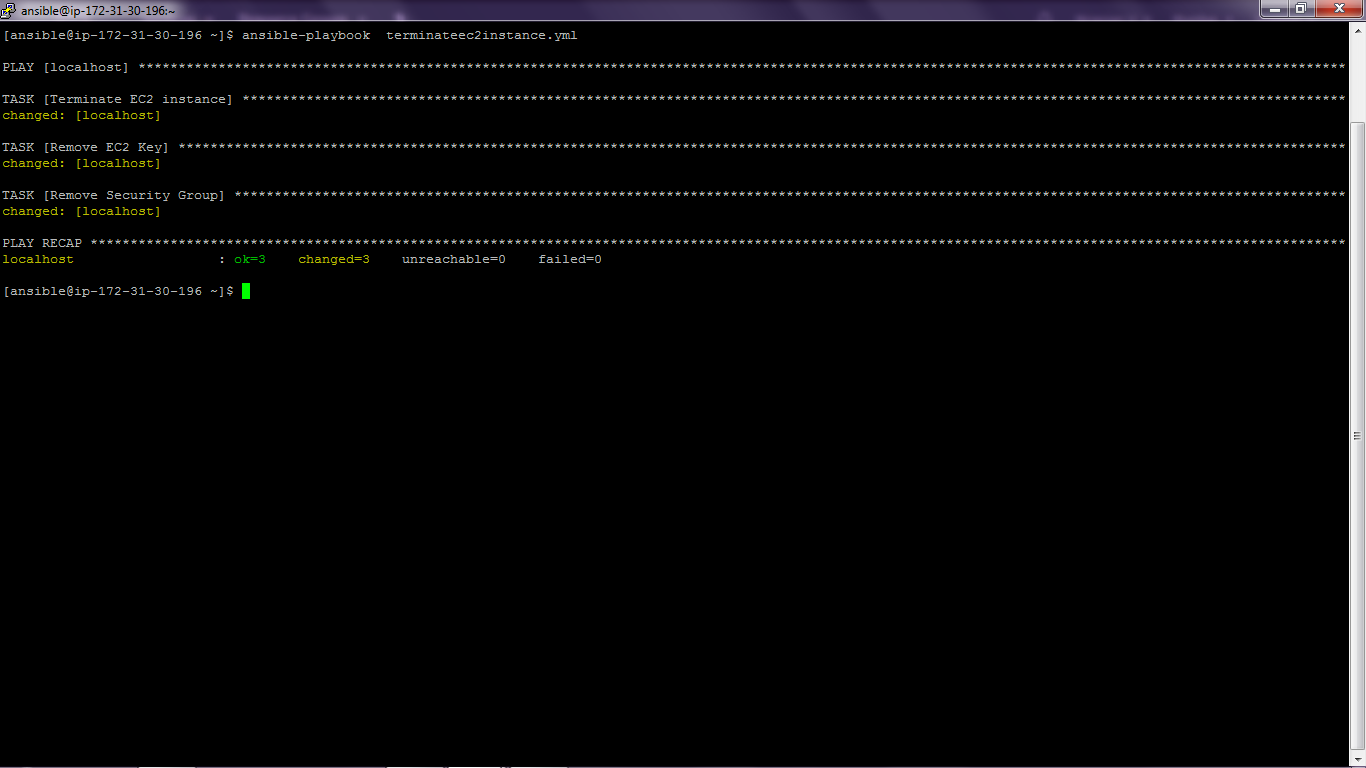 ansible@ip-172-31-30-196:~
[ansible@ip-172-31-30-196 ~]$ ansible-playbook  terminateec2instance.yml
PLAY [localhost] *******************************************************************************************************************************************************
TASK [Terminate EC2 instance] ******************************************************************************************************************************************
changed: [localhost]
TASK [Remove EC2 Key] **************************************************************************************************************************************************
changed: [localhost]
TASK [Remove Security Group] *******************************************************************************************************************************************
changed: [localhost]
PLAY RECAP *************************************************************************************************************************************************************
localhost                  : ok=3    changed=3    unreachable=0    failed=0
[ansible@ip-172-31-30-196 ~]$